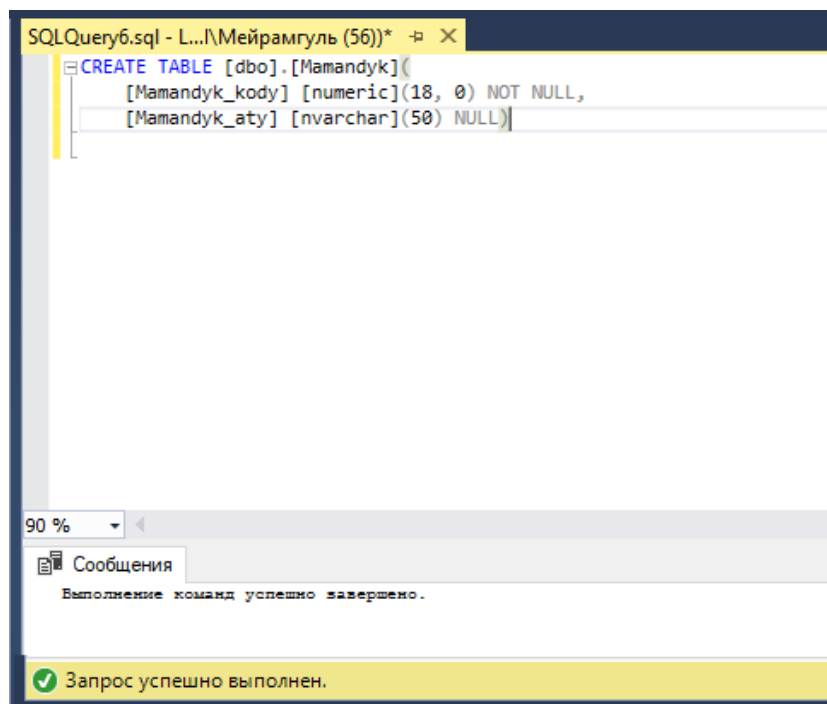 SQLQuery6.sql - L...l\Мейрамгуль (56))*
CREATE TABLE [dbo].[Mamandyk](
[Mamandyk_kody] [numeric](18, 0) NOT NULL,
[Mamandyk_aty] [nvarchar](50) NULL)
90 %
Сообщения
Выполнение команд успешно завершено.
Запрос успешно выполнен.